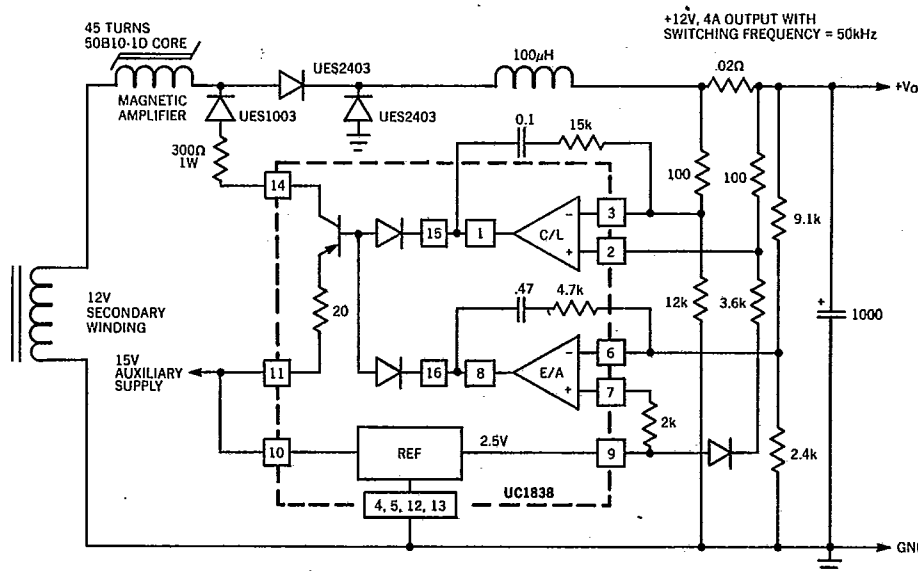 45 TURNS
50B10-1D CORE
MAGNETIC
AMPLIFIER
+12V, 4A OUTPUT WITH
SWITCHING FREQUENCY = 50kHz
UES2403
100μH
.02Ω
+Vo
UES1003
UES2403
300Ω
1W
0.1
15k
100
100
9.1k
14
15
1
C/L
−
+
3
2
12V
SECONDARY
WINDING
20
.47
4.7k
12k
3.6k
+
1000
15V
AUXILIARY
SUPPLY
11
16
8
E/A
−
+
6
7
2k
10
REF
2.5V
9
2.4k
4, 5, 12, 13
UC1838
GN